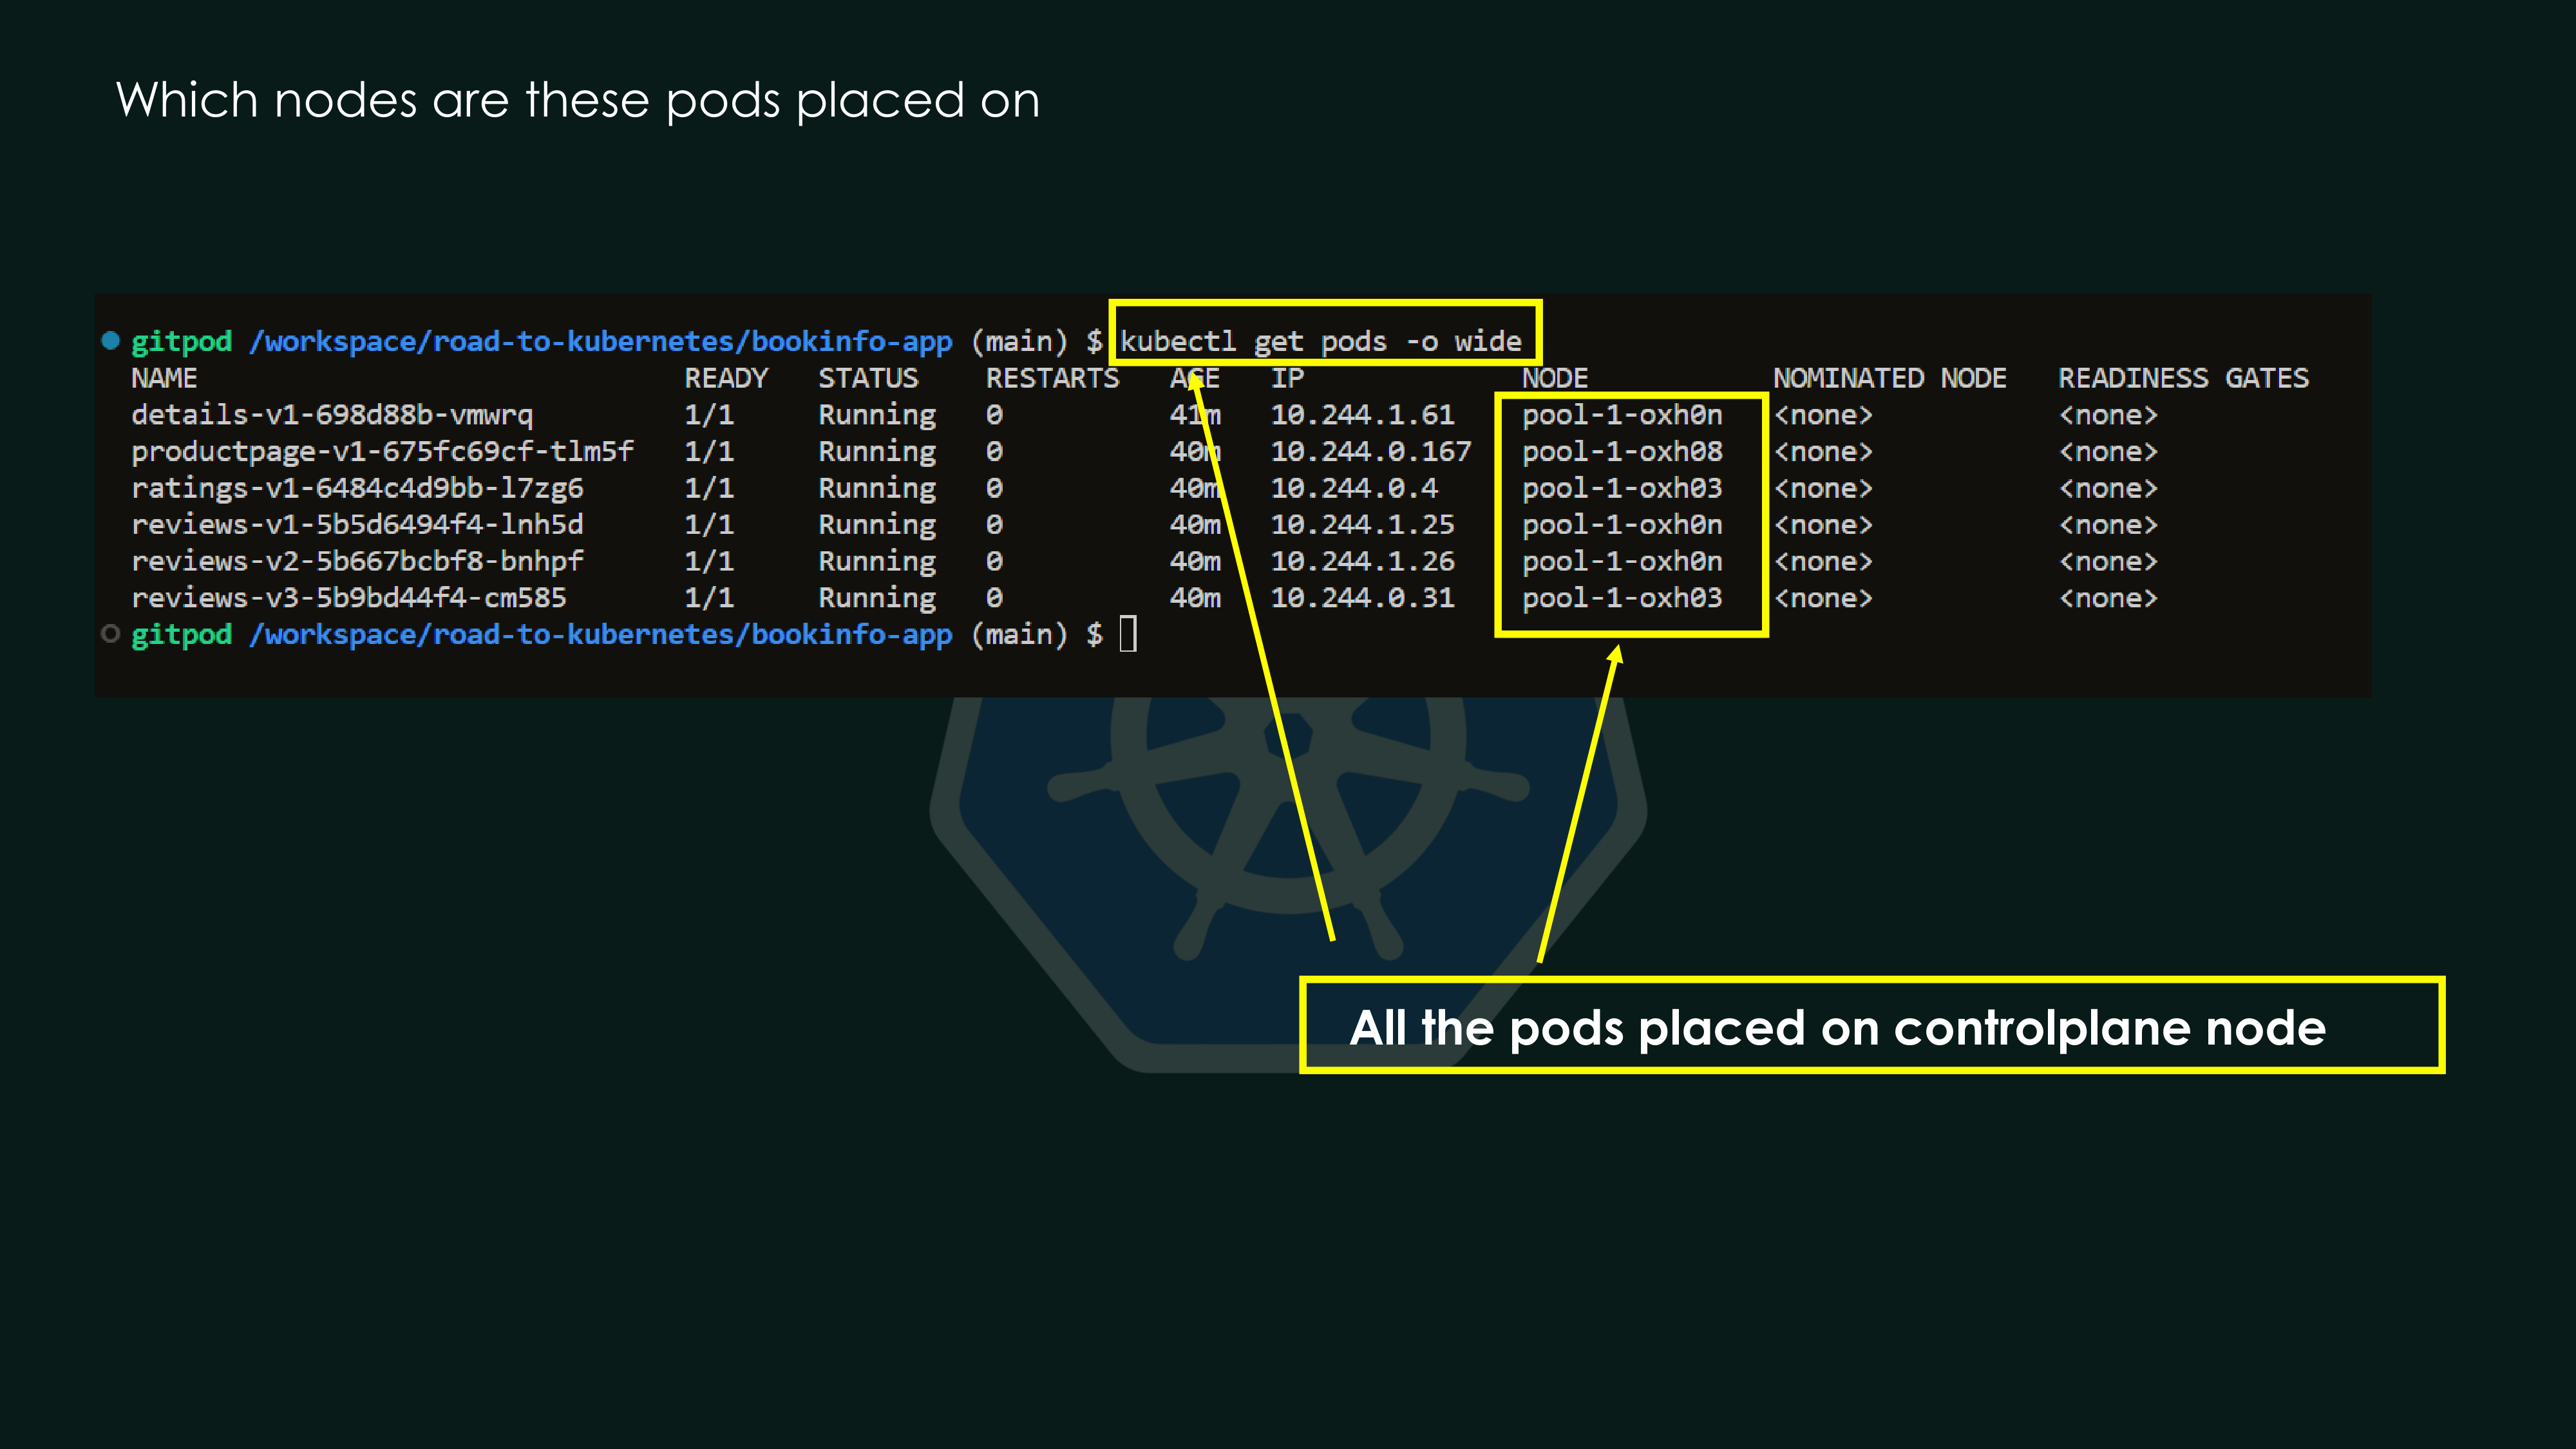 Which nodes are these pods placed on
gitpod /workspace/road-to-kubernetes/bookinfo-app (main) $ kubectl get pods -o wide
NAME READY STATUS RESTARTS AGE IP NODE NOMINATED NODE READINESS GATES
details-v1-698d88b-vmwrq 1/1 Running 0 41m 10.244.1.61 pool-1-oxh0n <none> <none>
productpage-v1-675fc69cf-tlm5f 1/1 Running 0 40m 10.244.0.167 pool-1-oxh08 <none> <none>
ratings-v1-6484c4d9bb-l7zg6 1/1 Running 0 40m 10.244.0.4 pool-1-oxh03 <none> <none>
reviews-v1-5b5d6494f4-lnh5d 1/1 Running 0 40m 10.244.1.25 pool-1-oxh0n <none> <none>
reviews-v2-5b667bcbf8-bnhpf 1/1 Running 0 40m 10.244.1.26 pool-1-oxh0n <none> <none>
reviews-v3-5b9bd44f4-cm585 1/1 Running 0 40m 10.244.0.31 pool-1-oxh03 <none> <none>
gitpod /workspace/road-to-kubernetes/bookinfo-app (main) $
All the pods placed on controlplane node